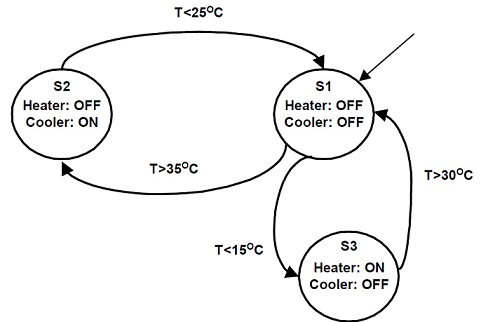 T<25°C
S2
Heater: OFF
Cooler: ON
S1
Heater: OFF
Cooler: OFF
T>35°C
T>30°C
T<15°C
S3
Heater: ON
Cooler: OFF